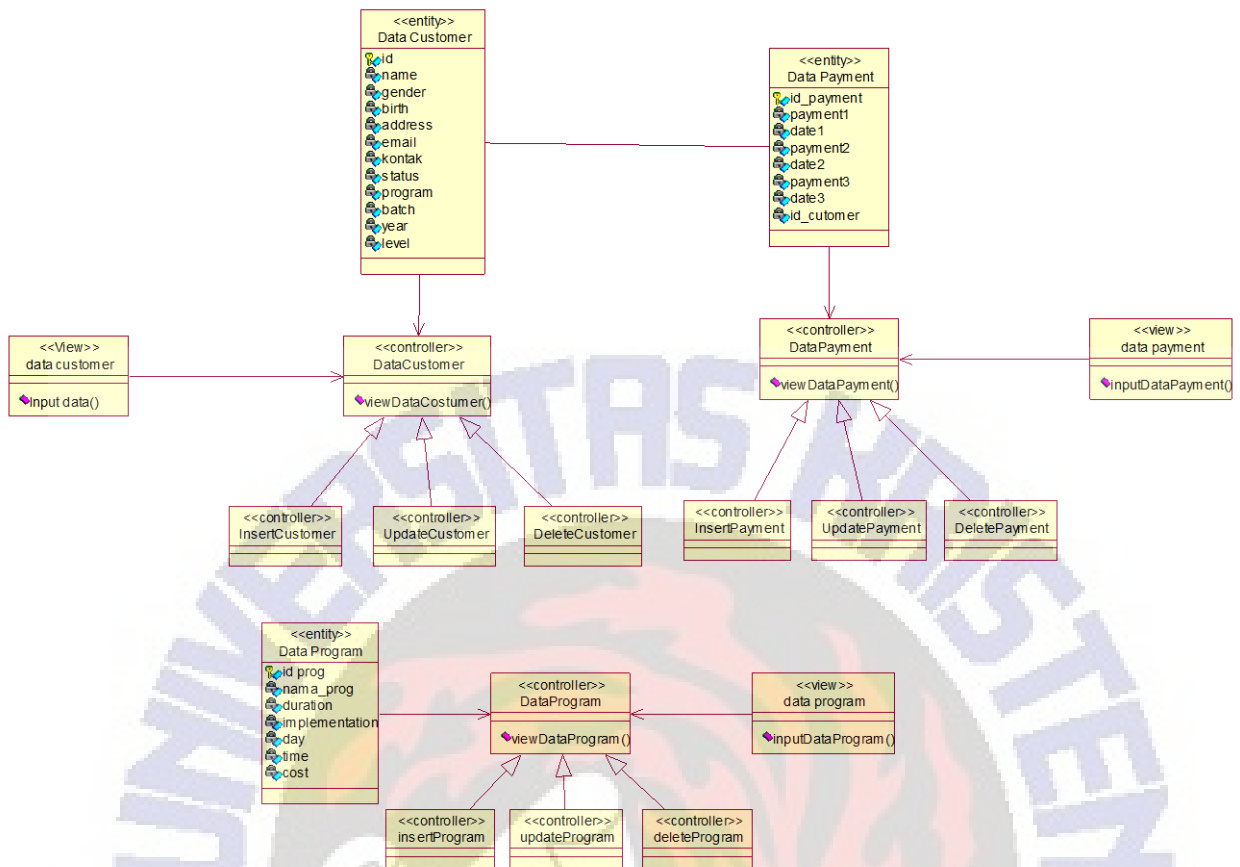 <<entity>>
Data Customer
id
name
gender
birth
address
email
kontak
status
program
batch
year
level
<<entity>>
Data Payment
id_payment
payment1
date1
payment2
date2
payment3
date3
id_cutomer
<<View>>
data customer
Input data()
<<controller>>
DataCustomer
viewDataCostumer()
<<controller>>
DataPayment
viewDataPayment()
<<view>>
data payment
inputDataPayment()
<<controller>>
InsertCustomer
<<controller>>
UpdateCustomer
<<controller>>
DeleteCustomer
<<controller>>
InsertPayment
<<controller>>
UpdatePayment
<<controller>>
DeletePayment
<<entity>>
Data Program
id prog
nama_prog
duration
implementation
day
time
cost
<<controller>>
DataProgram
viewDataProgram()
<<view>>
data program
inputDataProgram()
<<controller>>
insertProgram
<<controller>>
updateProgram
<<controller>>
deleteProgram
UNIVERSITAS KRISTEN